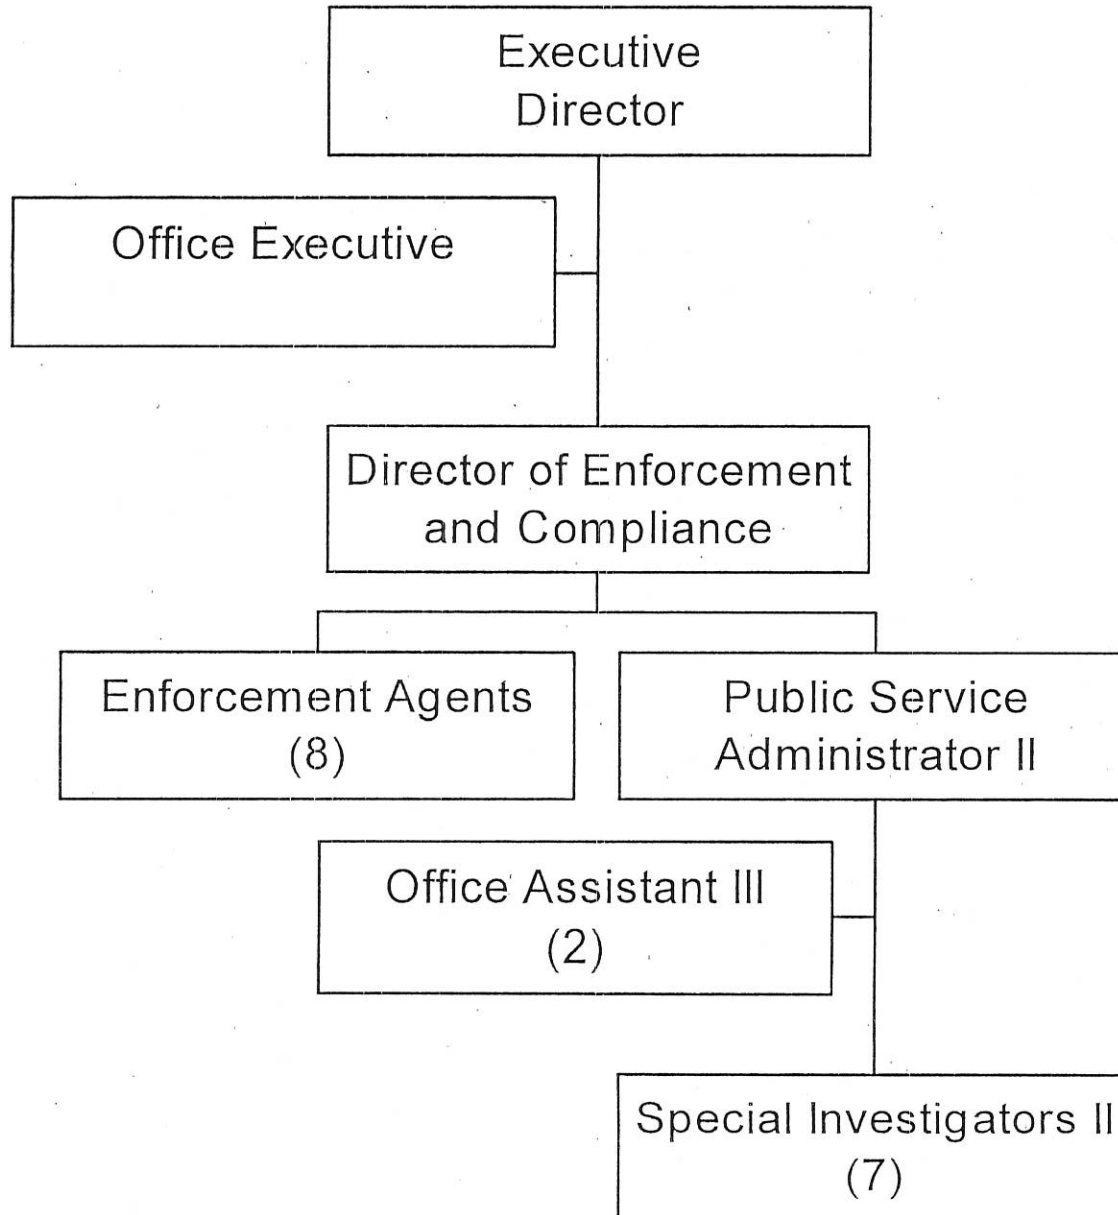 Executive
Director
Office Executive
Director of Enforcement
and Compliance
Enforcement Agents
(8)
Public Service
Administrator II
Office Assistant III
(2)
Special Investigators II
(7)